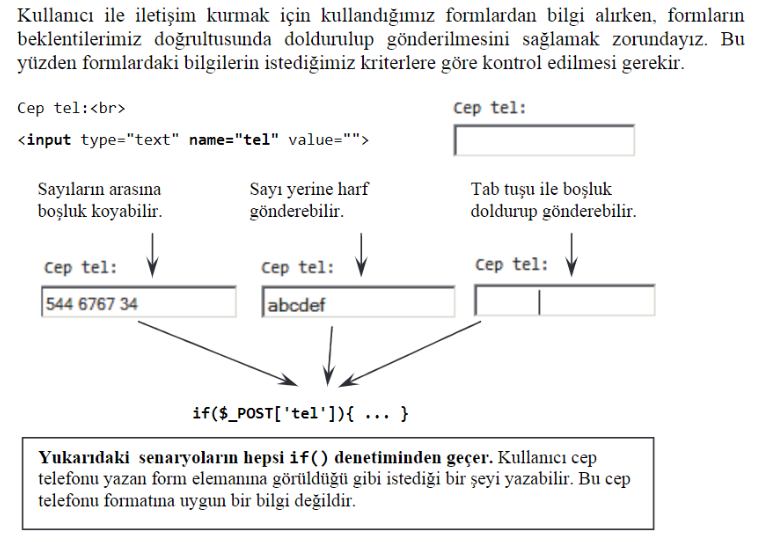 Kullanıcı ile iletişim kurmak için kullandığımız formlardan bilgi alırken, formların
beklentilerimiz doğrultusunda doldurulup gönderilmesini sağlamak zorundayız. Bu
yüzden formlardaki bilgilerin istediğimiz kriterlere göre kontrol edilmesi gerekir.
Cep tel:<br>
<input type="text" name="tel" value="">
Cep tel:
Sayıların arasına
boşluk koyabilir.
Sayı yerine harf
gönderebilir.
Tab tuşu ile boşluk
doldurup gönderebilir.
Cep tel:
544 6767 34
Cep tel:
abcdef
Cep tel:
if($_POST['tel']){ ... }
Yukarıdaki senaryoların hepsi if() denetiminden geçer. Kullanıcı cep
telefonu yazan form elemanına görüldüğü gibi istediği bir şeyi yazabilir. Bu cep
telefonu formatına uygun bir bilgi değildir.